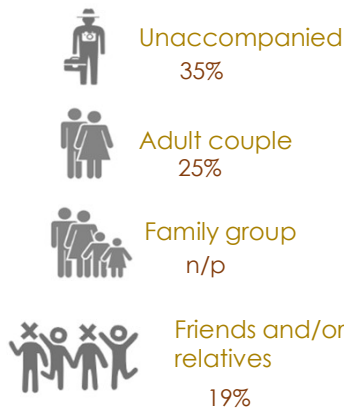 Unaccompanied
35%
Adult couple
25%
Family group
n/p
Friends and/or
relatives
19%